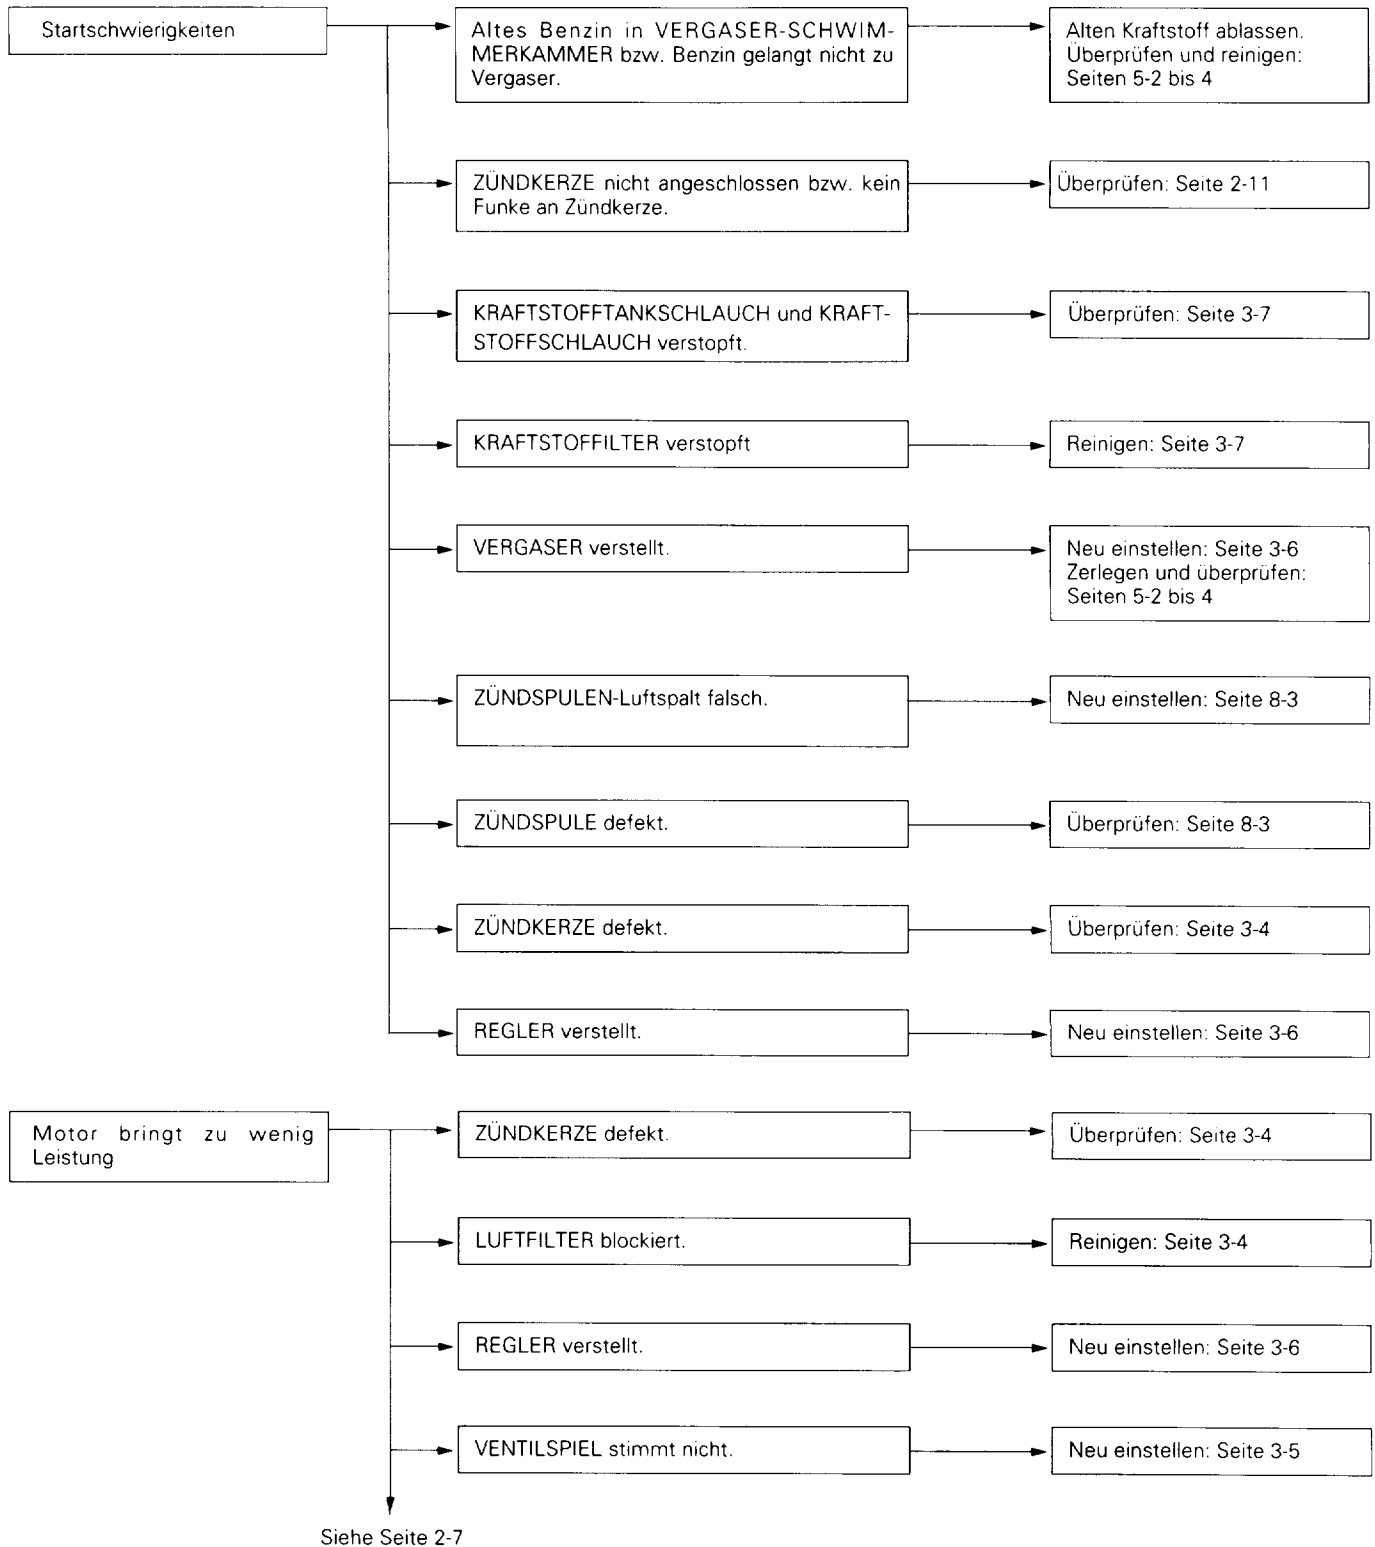 Startschwierigkeiten
Altes Benzin in VERGASER-SCHWIM-
MERKAMMER bzw. Benzin gelangt nicht zu
Vergaser.
Alten Kraftstoff ablassen.
Überprüfen und reinigen:
Seiten 5-2 bis 4
ZÜNDKERZE nicht angeschlossen bzw. kein
Funke an Zündkerze.
Überprüfen: Seite 2-11
KRAFTSTOFFTANKSCHLAUCH und KRAFT-
STOFFSCHLAUCH verstopft.
Überprüfen: Seite 3-7
KRAFTSTOFFILTER verstopft
Reinigen: Seite 3-7
VERGASER verstellt.
Neu einstellen: Seite 3-6
Zerlegen und überprüfen:
Seiten 5-2 bis 4
ZÜNDSPULEN-Luftspalt falsch.
Neu einstellen: Seite 8-3
ZÜNDSPULE defekt.
Überprüfen: Seite 8-3
ZÜNDKERZE defekt.
Überprüfen: Seite 3-4
REGLER verstellt.
Neu einstellen: Seite 3-6
Motor bringt zu wenig
Leistung
ZÜNDKERZE defekt.
Überprüfen: Seite 3-4
LUFTFILTER blockiert.
Reinigen: Seite 3-4
REGLER verstellt.
Neu einstellen: Seite 3-6
VENTILSPIEL stimmt nicht.
Neu einstellen: Seite 3-5
Siehe Seite 2-7